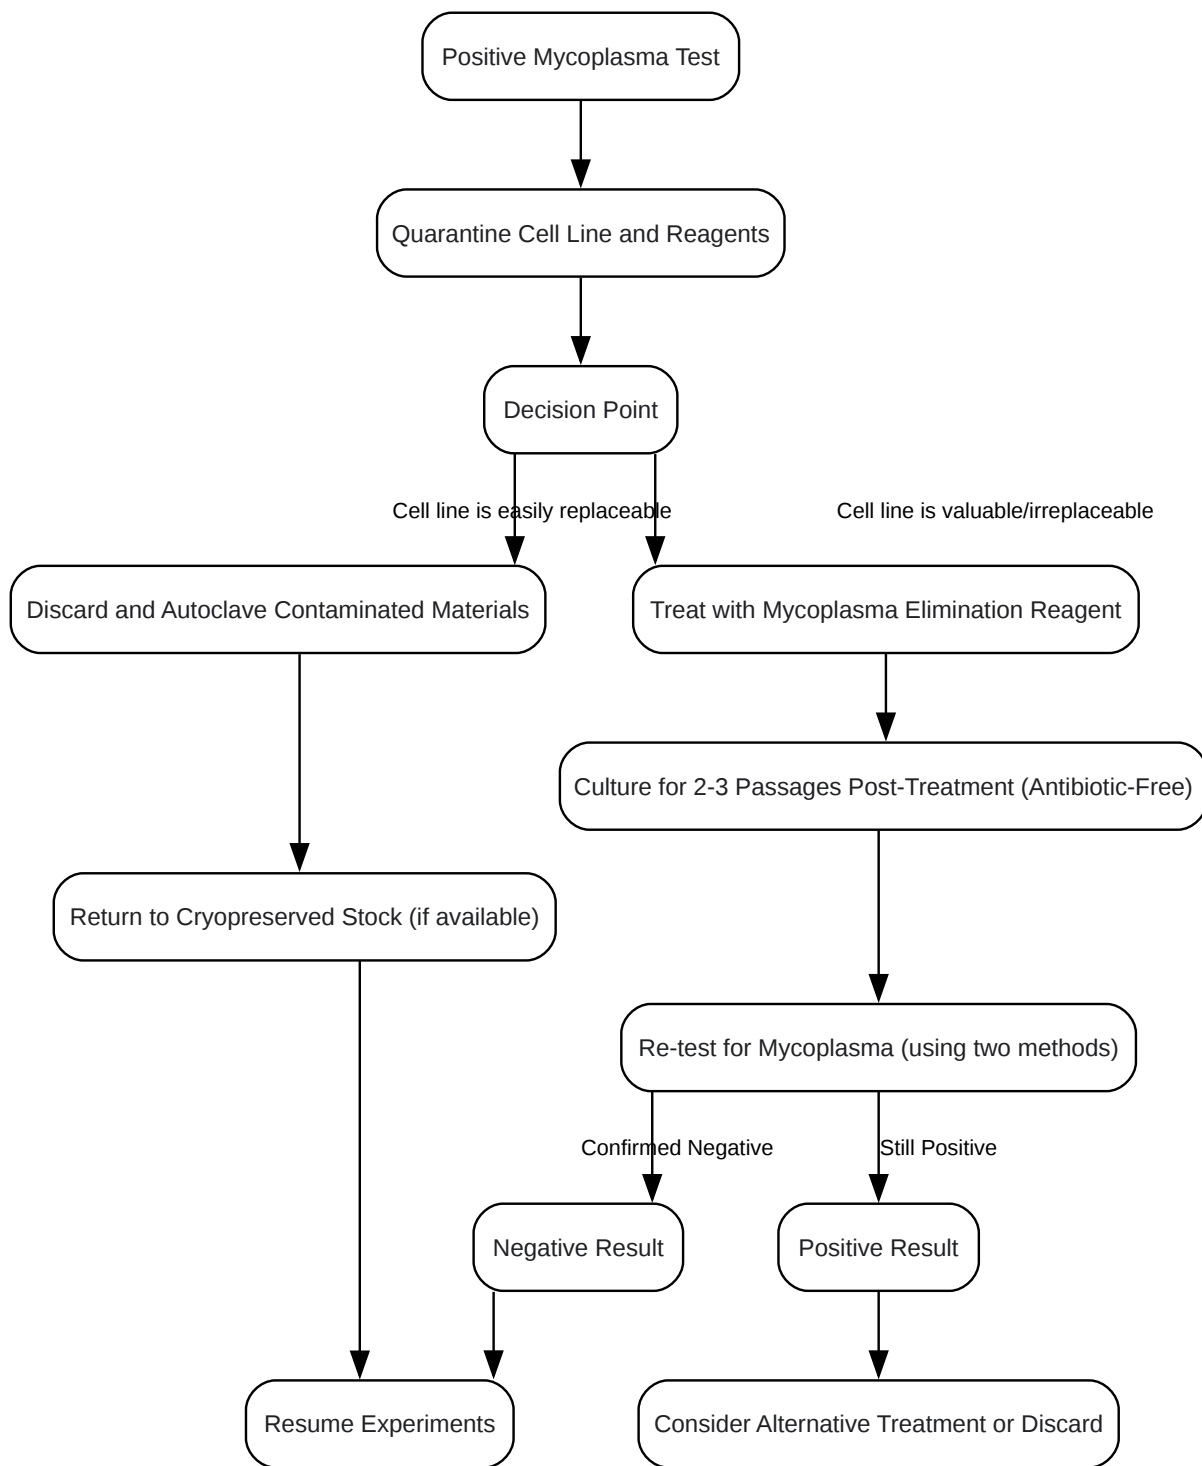 Positive Mycoplasma Test
Quarantine Cell Line and Reagents
Decision Point
Cell line is easily replaceable
Cell line is valuable/irreplaceable
Discard and Autoclave Contaminated Materials
Treat with Mycoplasma Elimination Reagent
Culture for 2-3 Passages Post-Treatment (Antibiotic-Free)
Return to Cryopreserved Stock (if available)
Re-test for Mycoplasma (using two methods)
Confirmed Negative
Still Positive
Negative Result
Positive Result
Resume Experiments
Consider Alternative Treatment or Discard